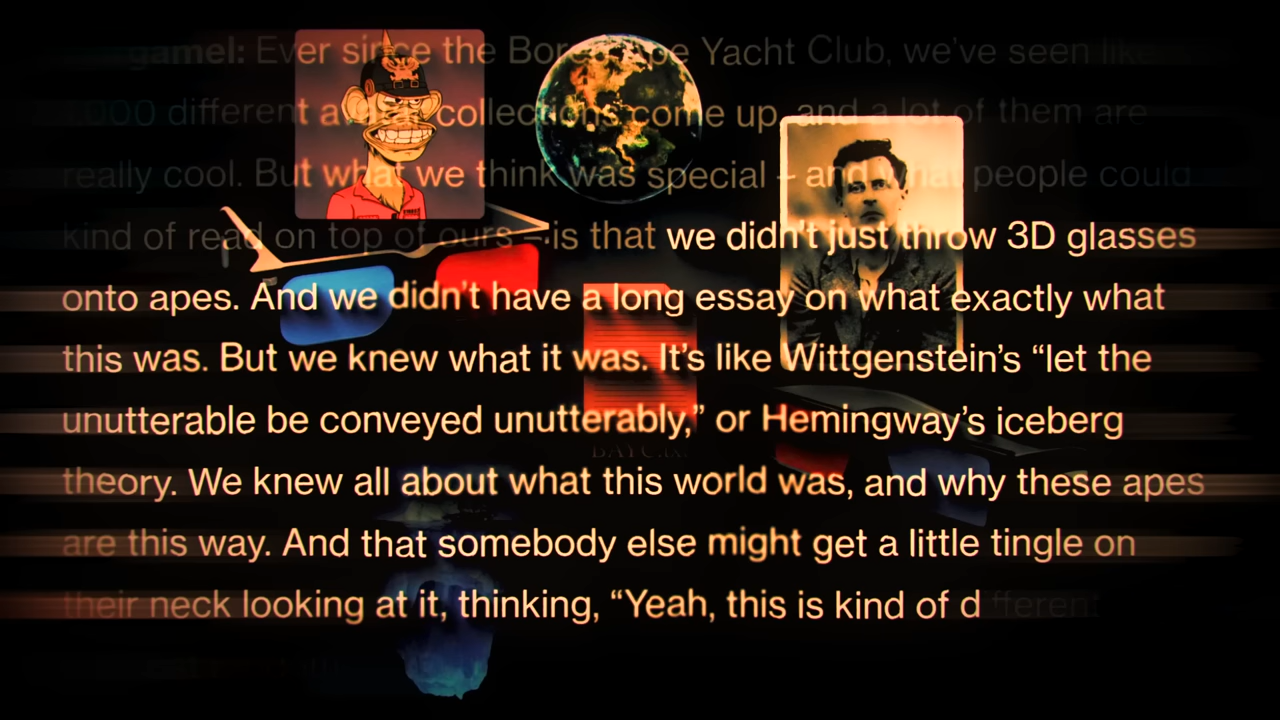 gamel: Ever since the Bored Ape Yacht Club, we've seen like
000 different avatar collections come up, and a lot of them are
really cool. But what we think was special – and what people could
kind of read on top of ours – is that we didn't just throw 3D glasses
onto apes. And we didn't have a long essay on what exactly what
this was. But we knew what it was. It's like Wittgenstein's “let the
unutterable be conveyed unutterably,” or Hemingway's iceberg
theory. We knew all about what this world was, and why these apes
are this way. And that somebody else might get a little tingle on
their neck looking at it, thinking, “Yeah, this is kind of d fferent